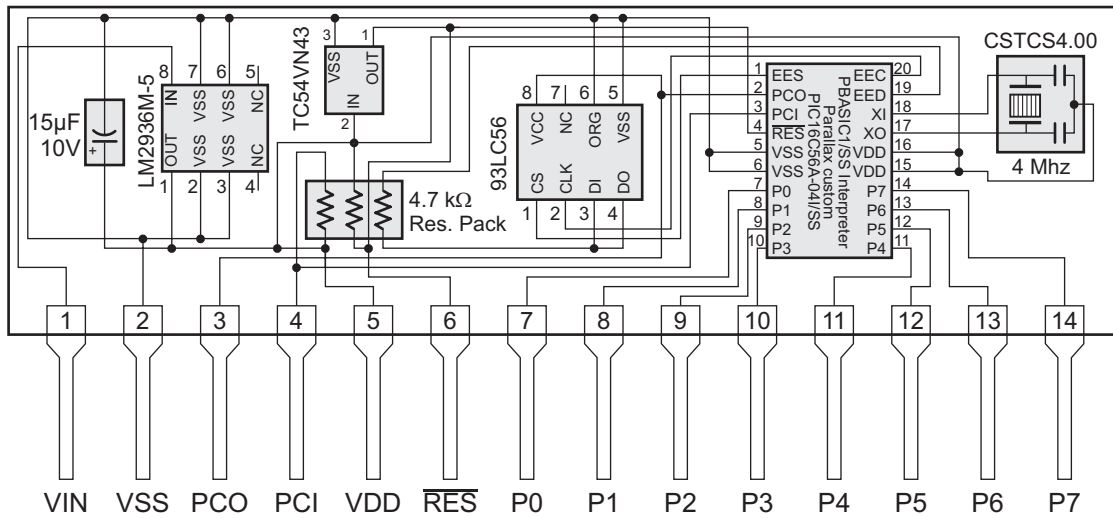 CSTCS4.00
4 Mhz
15µF
10V
+
LM2936M-5
8 7 6 5
IN VSS VSS NC
OUT VSS VSS NC
1 2 3 4
TC54VN43
3 1
VSS OUT
IN
2
4.7 kΩ
Res. Pack
93LC56
8 7 6 5
VCC NC ORG VSS
CS CLK DI DO
1 2 3 4
PBASIC1/SS Interpreter
Parallax custom
PIC16C56A-04I/SS
1 EES EEC 20
2 PCO EED 19
3 PCI XI 18
4 R̅E̅S̅ XO 17
5 VSS VDD 16
6 VSS VDD 15
7 P0 P7 14
8 P1 P6 13
9 P2 P5 12
10 P3 P4 11
1 2 3 4 5 6 7 8 9 10 11 12 13 14
VIN VSS PCO PCI VDD R̅E̅S̅ P0 P1 P2 P3 P4 P5 P6 P7